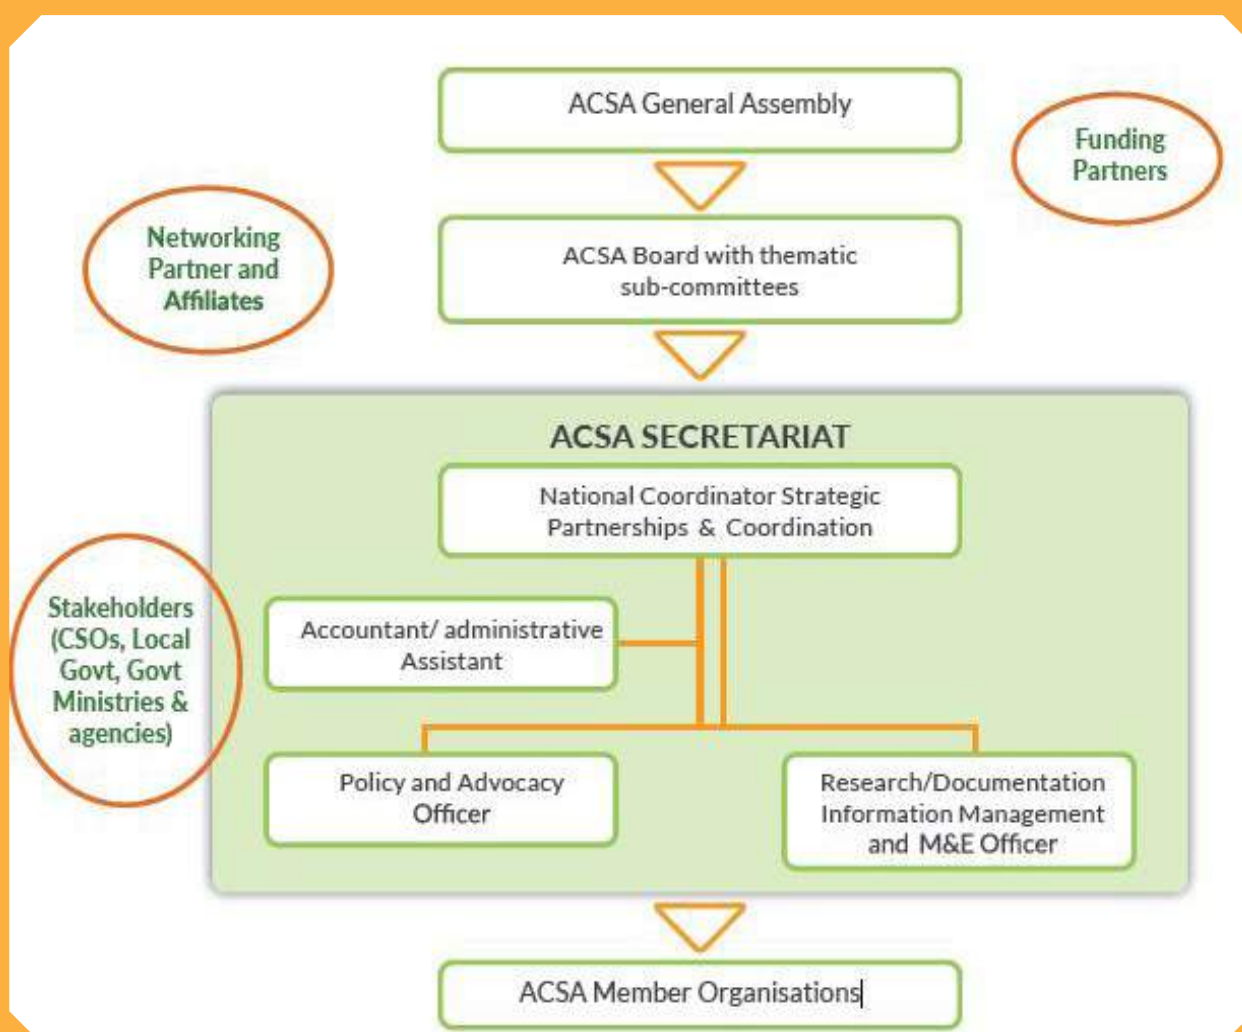 ACSA General Assembly
Funding
Partners
Networking
Partner and
Affiliates
ACSA Board with thematic
sub-committees
ACSA SECRETARIAT
National Coordinator Strategic
Partnerships & Coordination
Stakeholders
(CSOs, Local
Govt, Govt
Ministries &
agencies)
Accountant/ administrative
Assistant
Policy and Advocacy
Officer
Research/Documentation
Information Management
and M&E Officer
ACSA Member Organisations